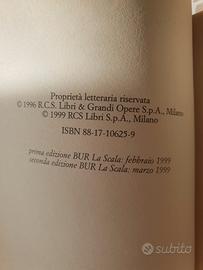 Proprietà letteraria riservata
© 1996 R.C.S. Libri & Grandi Opere S.p.A., Milano
© 1999 RCS Libri S.p.A., Milano
ISBN 88-17-10625-9
prima edizione BUR La Scala: febbraio 1999
seconda edizione BUR La Scala: marzo 1999
subito